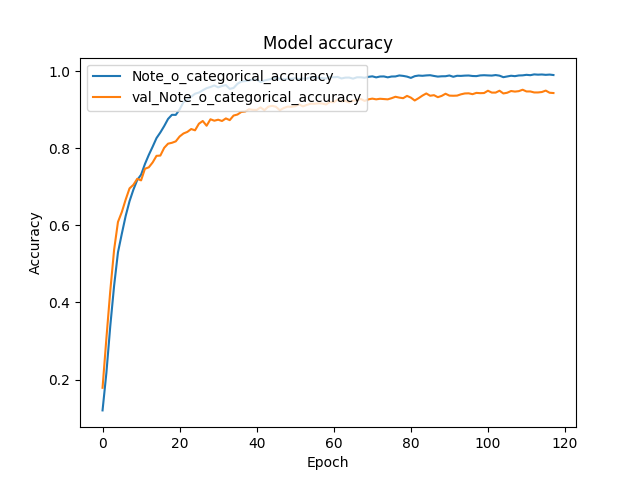 Model accuracy
Note_o_categorical_accuracy
val_Note_o_categorical_accuracy
1.0
0.8
0.6
0.4
0.2
Accuracy
0 20 40 60 80 100 120
Epoch